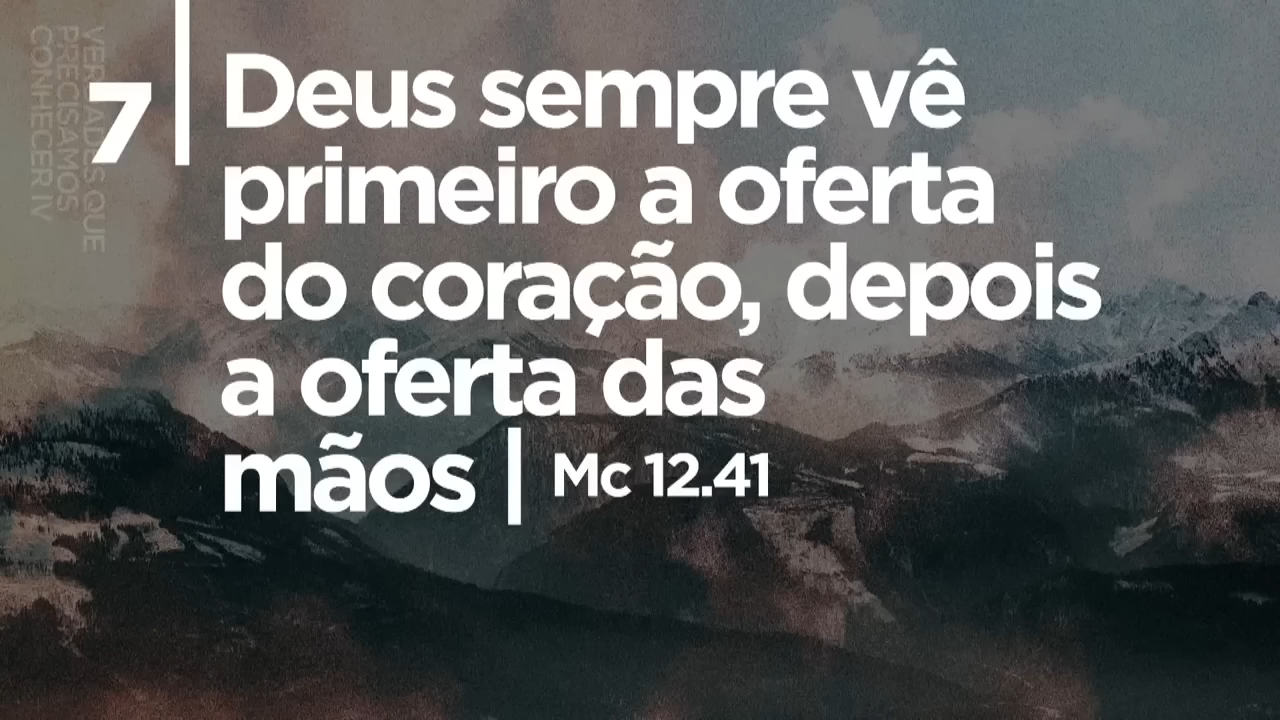 VERDADES QUE
PRECISAMOS
CONHECER IV
7
Deus sempre vê
primeiro a oferta
do coração, depois
a oferta das
mãos | Mc 12.41